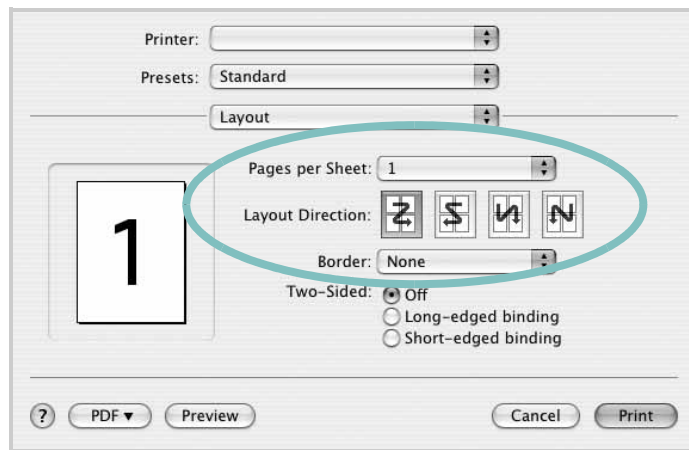 Printer:
Presets: Standard
Layout
Pages per Sheet: 1
Layout Direction:
1
Border: None
Two-Sided: Off
Long-edged binding
Short-edged binding
? PDF▼ Preview Cancel Print